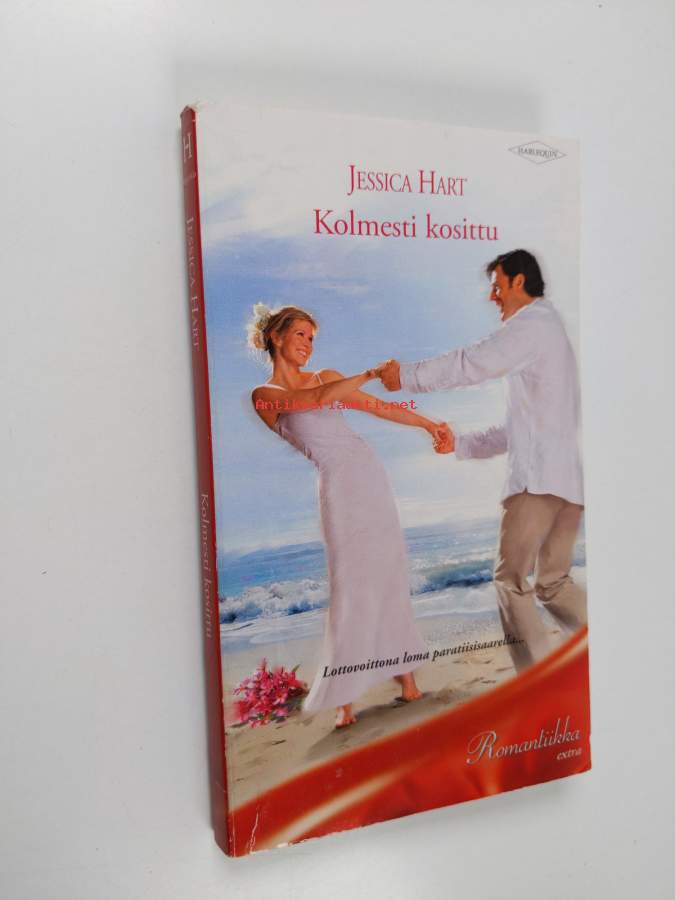 HARLEQUIN
JESSICA HART
Kolmesti kosittu
Antikvariaatti.net
Lottovoittona loma paratiisisaarella...
Romantiikka
extra
H
JESSICA HART
Kolmesti kosittu